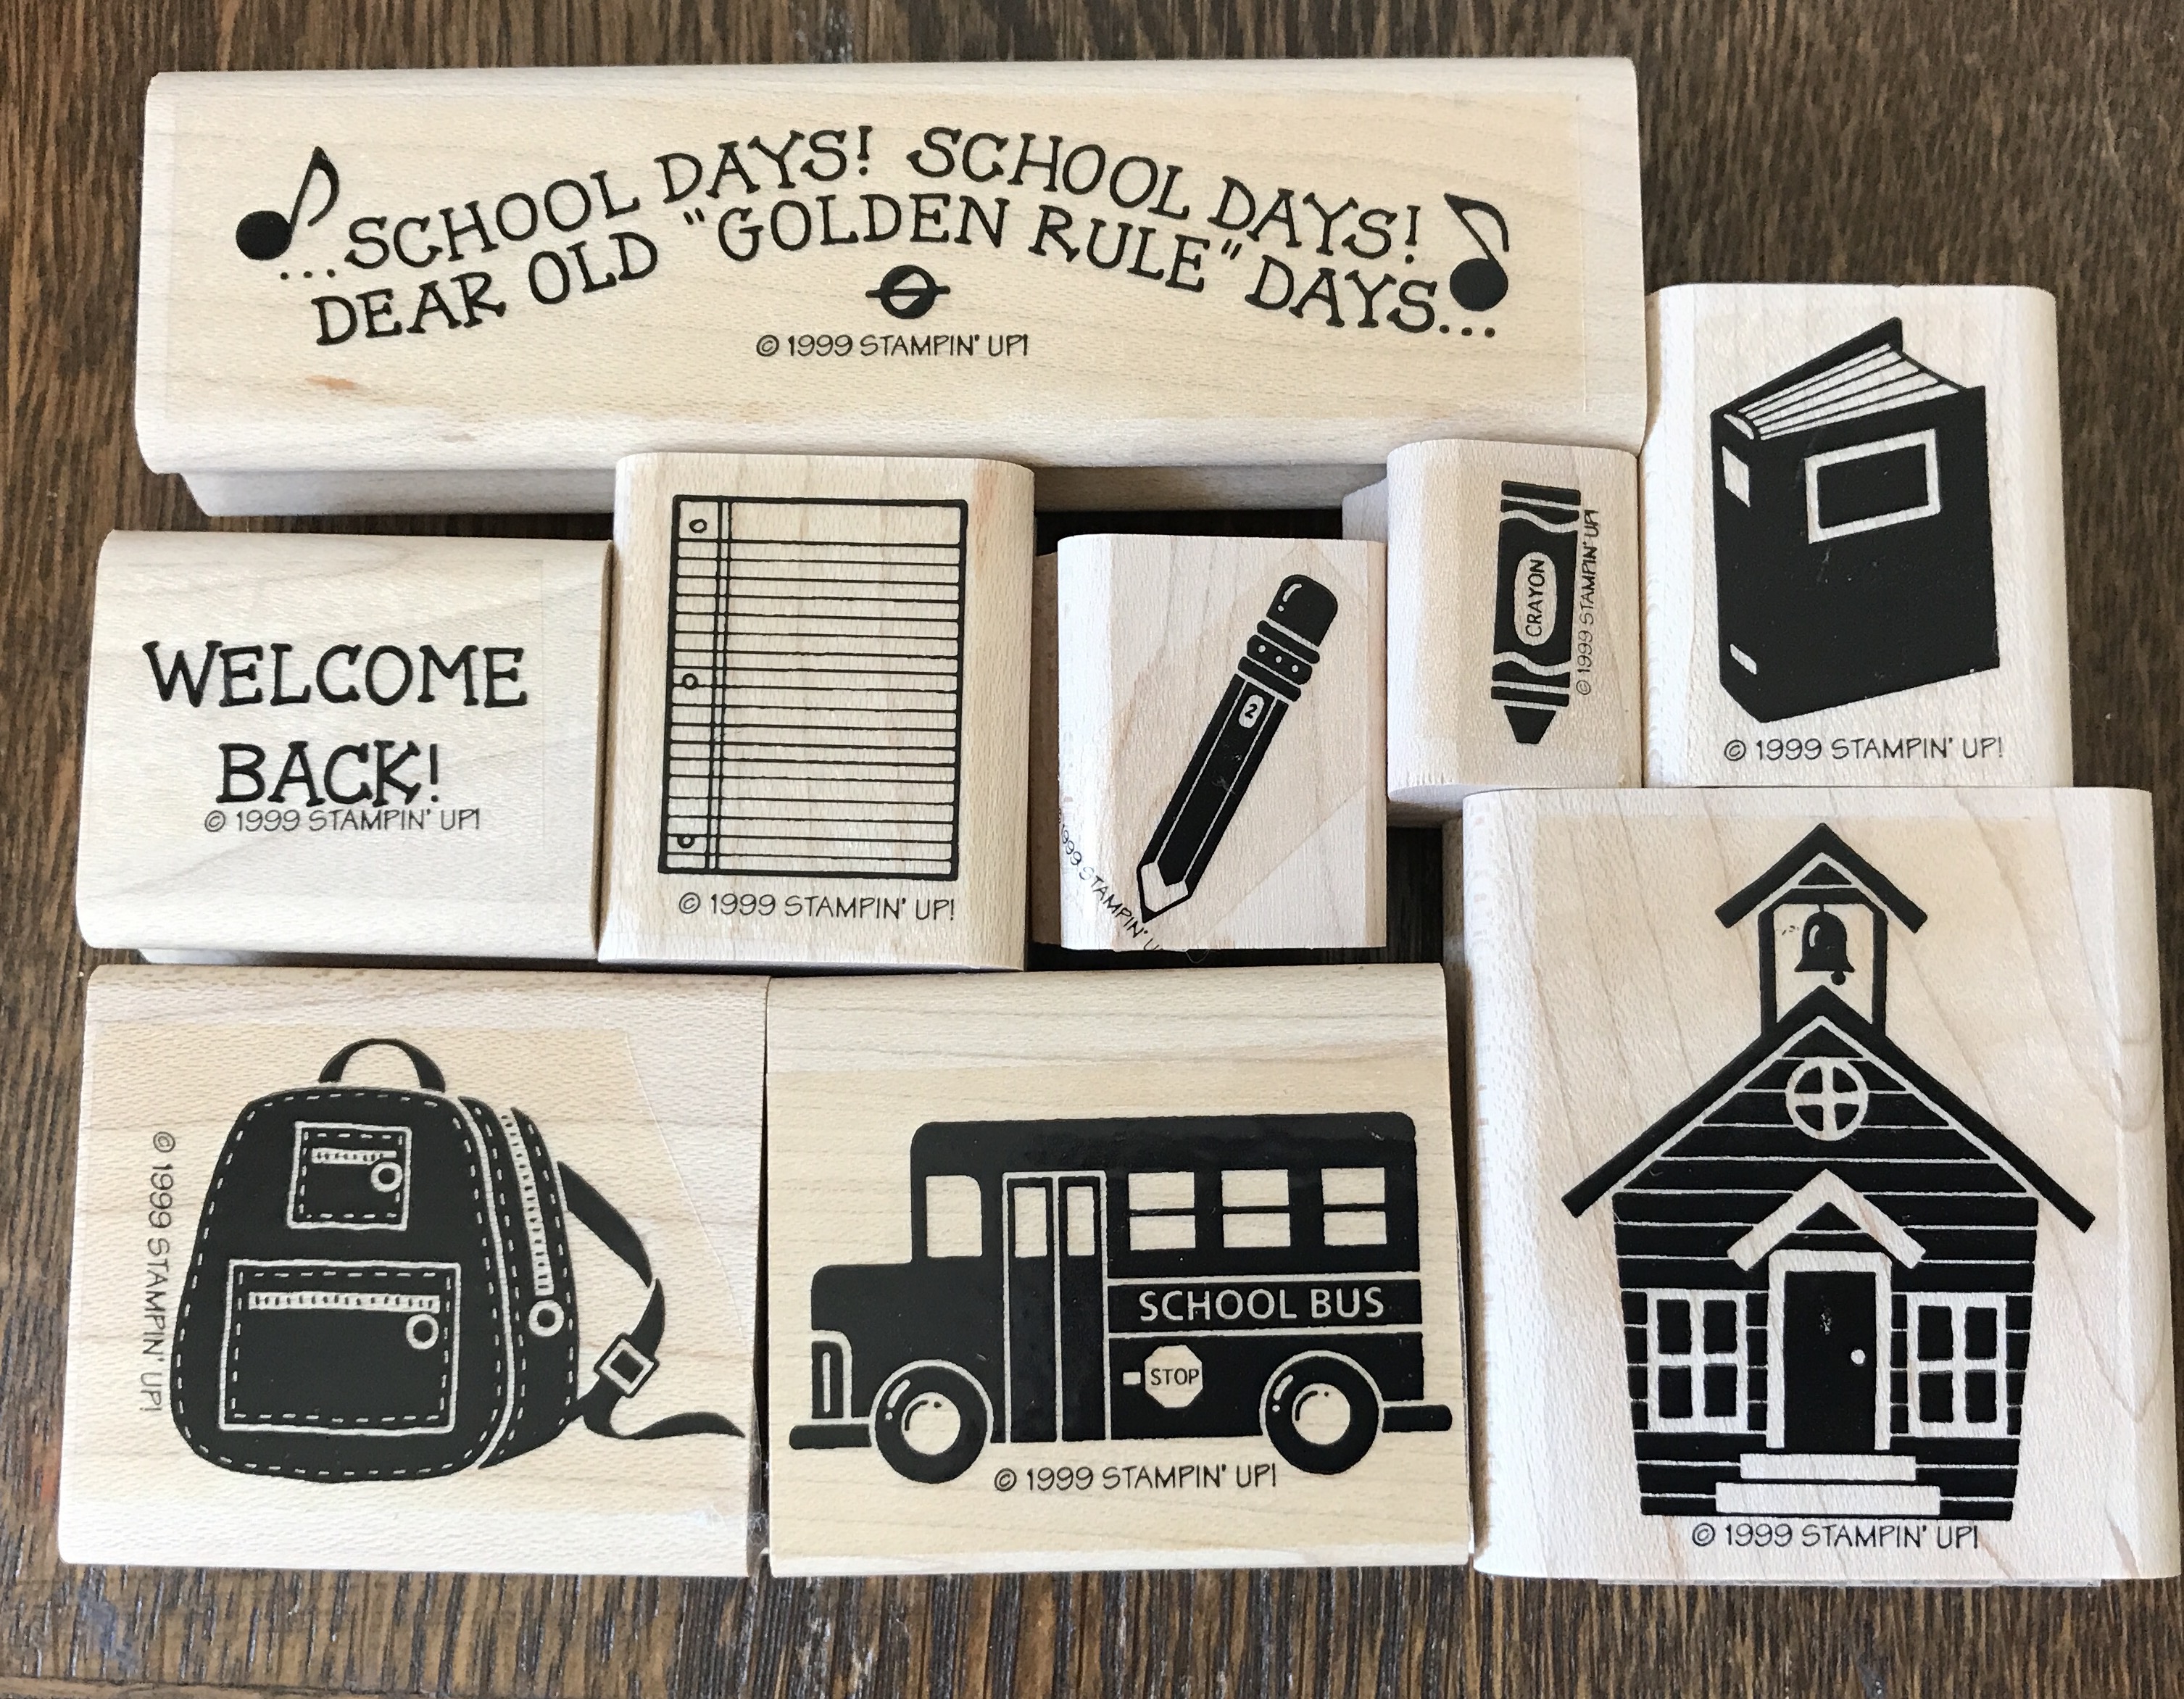 ...SCHOOL DAYS! SCHOOL DAYS!
DEAR OLD "GOLDEN RULE" DAYS...
© 1999 STAMPIN' UP!
WELCOME
BACK!
© 1999 STAMPIN' UP!
© 1999 STAMPIN' UP!
2
1999 STAMPIN' U
CRAYON
© 1999 STAMPIN' UP!
© 1999 STAMPIN' UP!
© 1999 STAMPIN' UP!
SCHOOL BUS
STOP
© 1999 STAMPIN' UP!
© 1999 STAMPIN' UP!